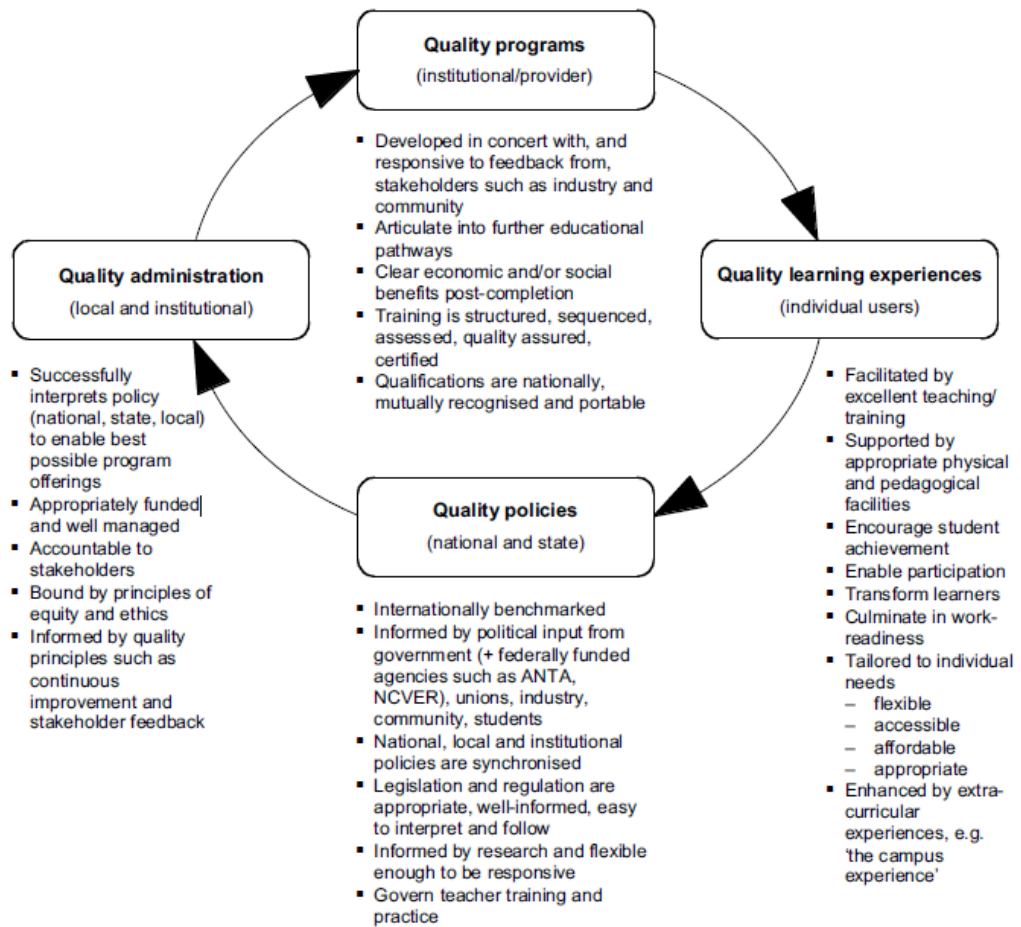 Quality programs
(institutional/provider)
▪ Developed in concert with, and
responsive to feedback from,
stakeholders such as industry and
community
▪ Articulate into further educational
pathways
▪ Clear economic and/or social
benefits post-completion
▪ Training is structured, sequenced,
assessed, quality assured,
certified
▪ Qualifications are nationally,
mutually recognised and portable
Quality learning experiences
(individual users)
▪ Facilitated by
excellent teaching/
training
▪ Supported by
appropriate physical
and pedagogical
facilities
▪ Encourage student
achievement
▪ Enable participation
▪ Transform learners
▪ Culminate in work-
readiness
▪ Tailored to individual
needs
– flexible
– accessible
– affordable
– appropriate
▪ Enhanced by extra-
curricular
experiences, e.g.
‘the campus
experience’
Quality policies
(national and state)
▪ Internationally benchmarked
▪ Informed by political input from
government (+ federally funded
agencies such as ANTA,
NCVER), unions, industry,
community, students
▪ National, local and institutional
policies are synchronised
▪ Legislation and regulation are
appropriate, well-informed, easy
to interpret and follow
▪ Informed by research and flexible
enough to be responsive
▪ Govern teacher training and
practice
Quality administration
(local and institutional)
▪ Successfully
interprets policy
(national, state, local)
to enable best
possible program
offerings
▪ Appropriately funded
and well managed
▪ Accountable to
stakeholders
▪ Bound by principles of
equity and ethics
▪ Informed by quality
principles such as
continuous
improvement and
stakeholder feedback